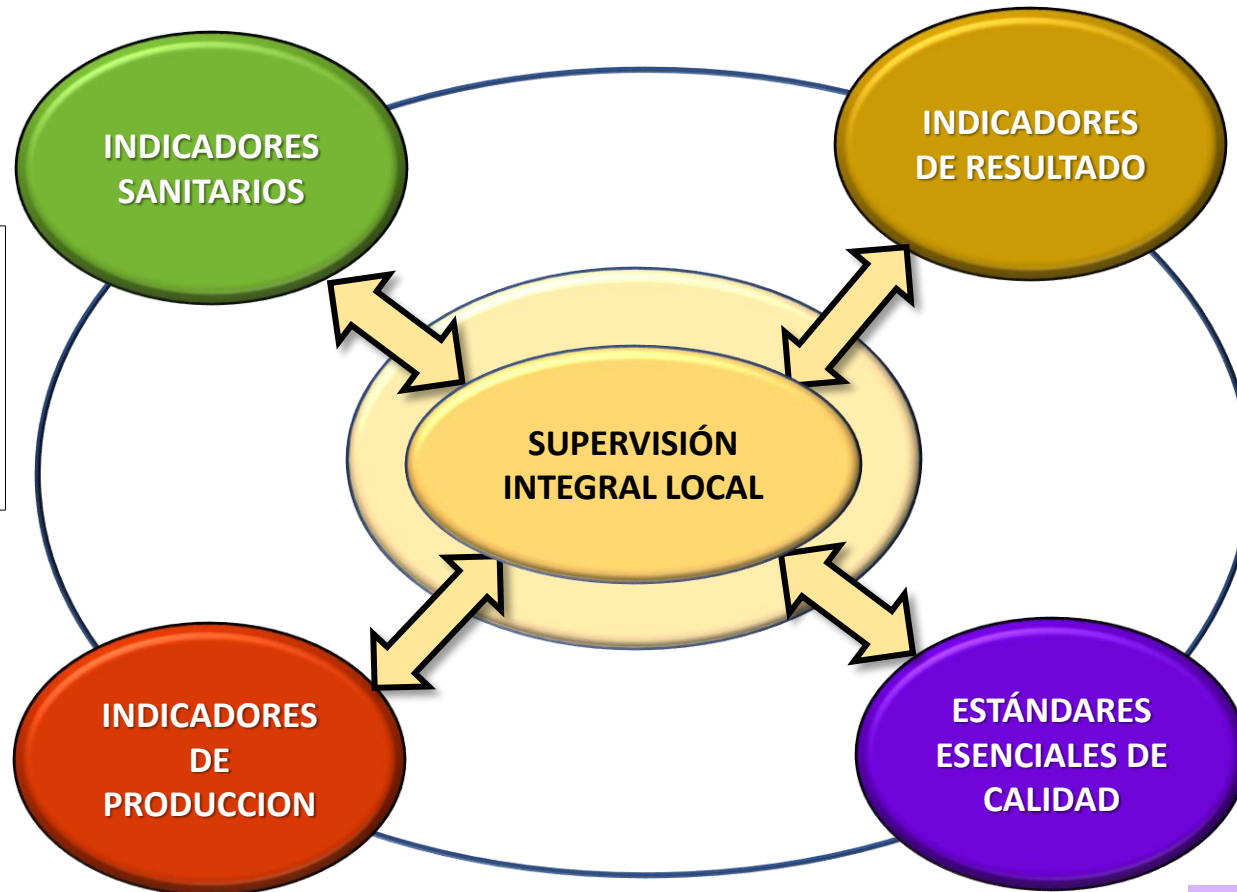 INDICADORES
SANITARIOS
INDICADORES
DE RESULTADO
SUPERVISIÓN
INTEGRAL LOCAL
INDICADORES
DE
PRODUCCION
ESTÁNDARES
ESENCIALES DE
CALIDAD